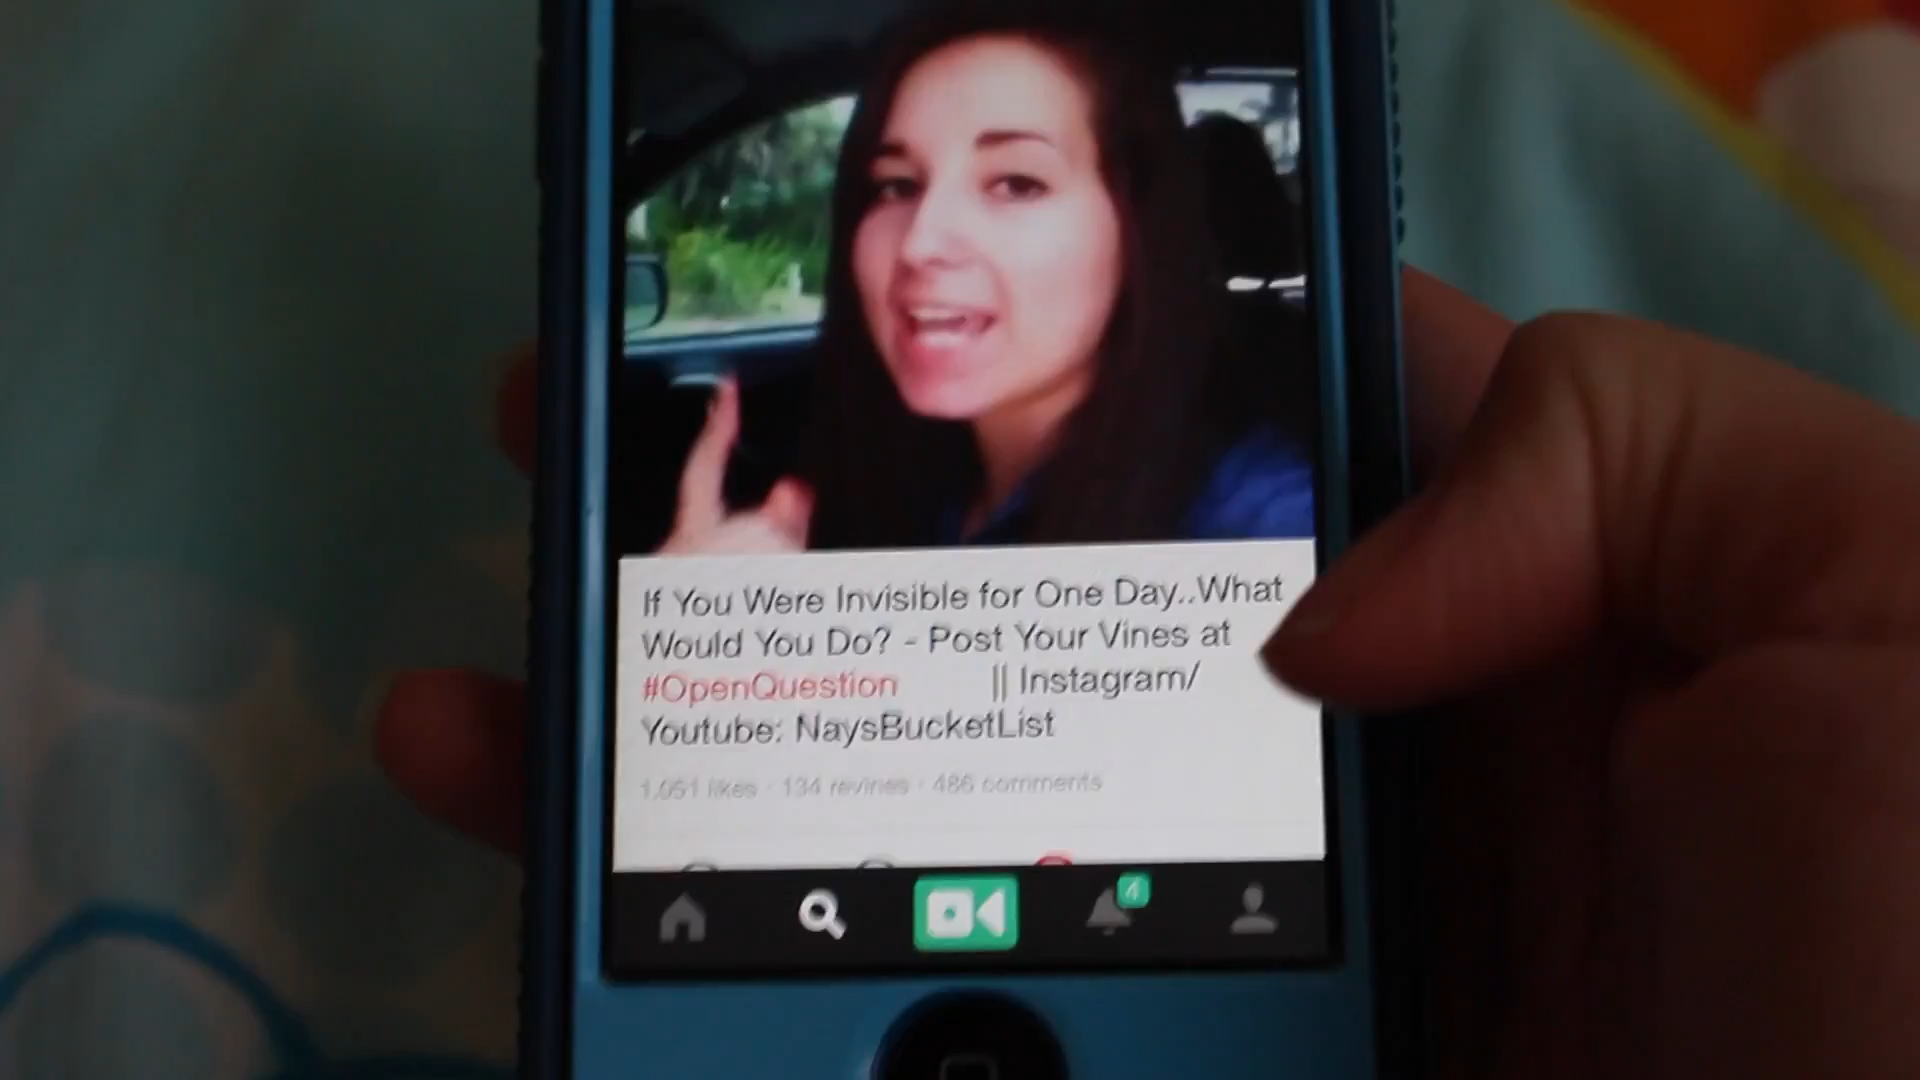 If You Were Invisible for One Day..What
Would You Do? - Post Your Vines at
#OpenQuestion || Instagram/
Youtube: NaysBucketList
1,051 likes · 134 revines · 486 comments
4